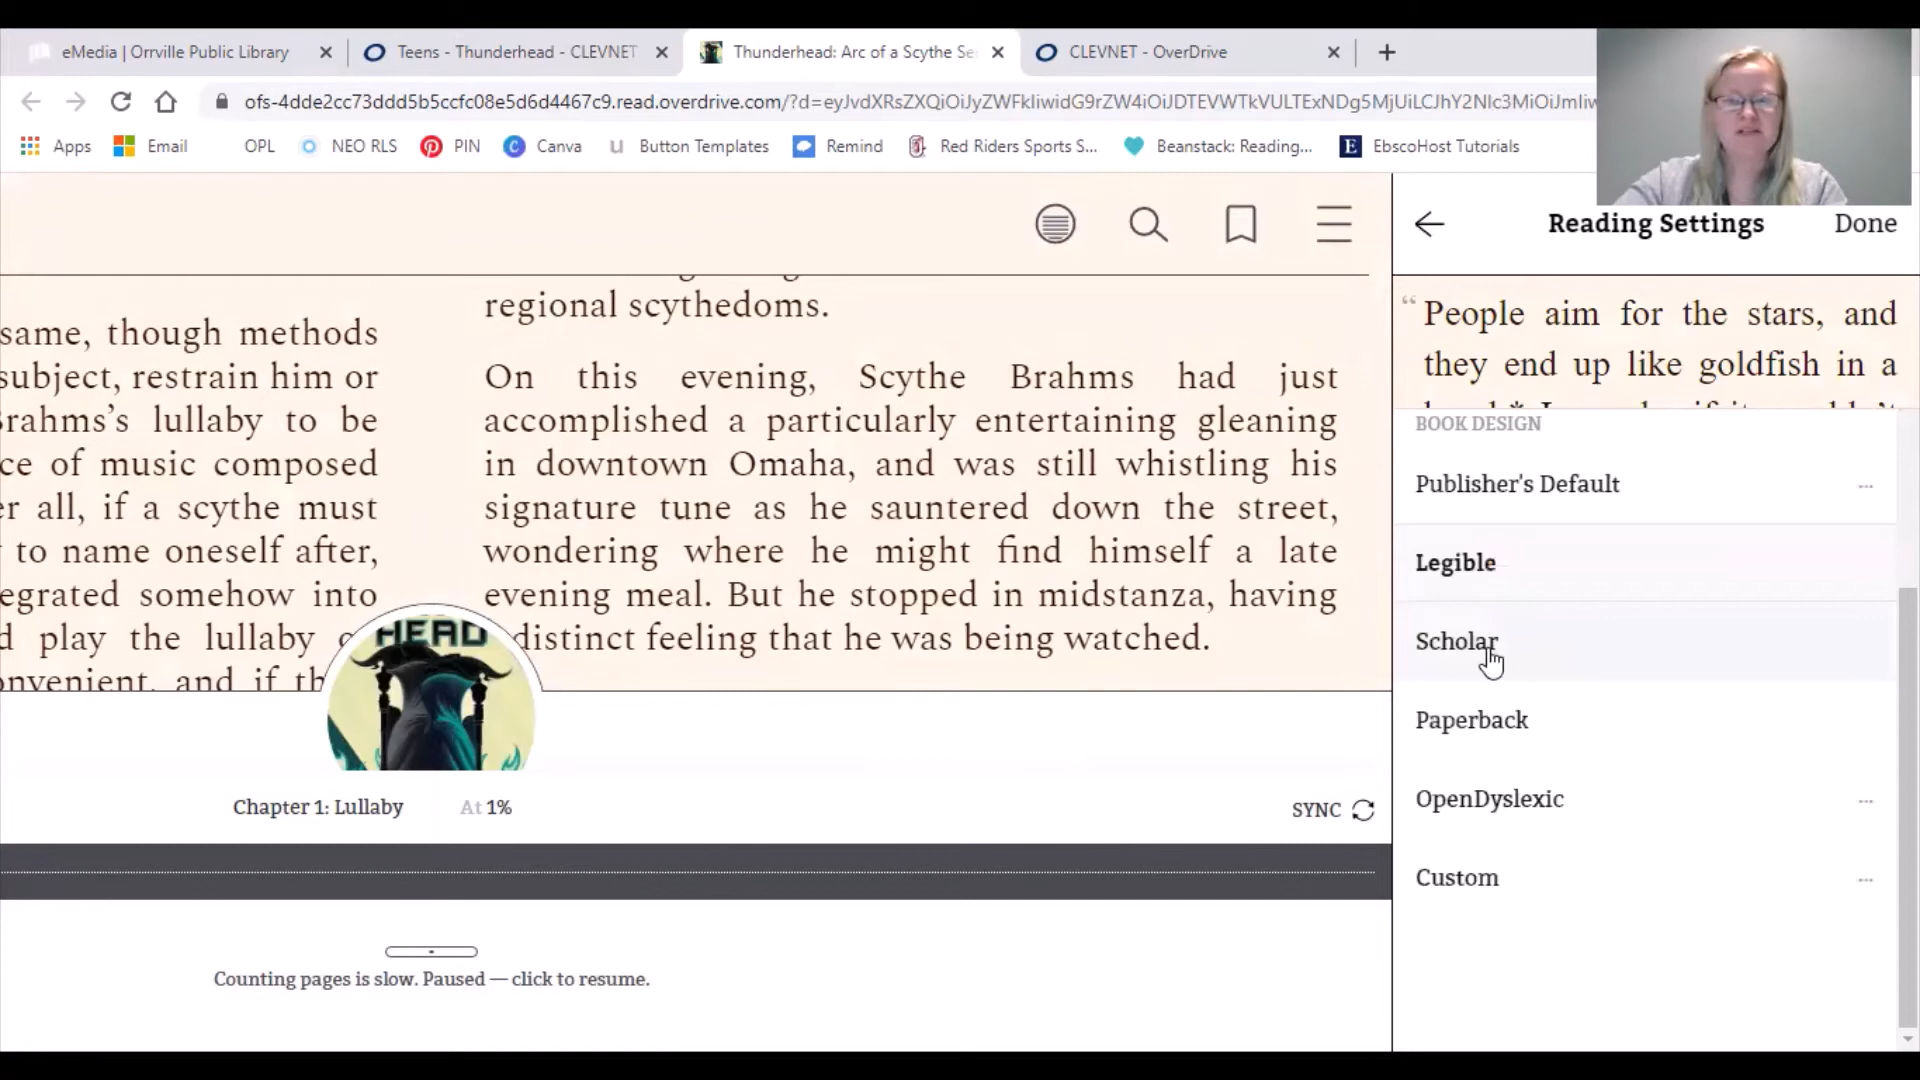 eMedia | Orrville Public Library
Teens - Thunderhead - CLEVNET
Thunderhead: Arc of a Scythe Se
CLEVNET - OverDrive
ofs-4dde2cc73ddd5b5ccfc08e5d6d4467c9.read.overdrive.com/?d=
Apps
Email
OPL
NEO RLS
PIN
Canva
Button Templates
Remind
Red Riders Sports S...
Beanstack: Reading...
EbscoHost Tutorials
same, though methods
subject, restrain him or
Brahms's lullaby to be
ce of music composed
er all, if a scythe must
to name oneself after,
egrated somehow into
d play the lullaby
onvenient, and if
regional scythedoms.
On this evening, Scythe Brahms had just
accomplished a particularly entertaining gleaning
in downtown Omaha, and was still whistling his
signature tune as he sauntered down the street,
wondering where he might find himself a late
evening meal. But he stopped in midstanza, having
distinct feeling that he was being watched.
HEAD
Chapter 1: Lullaby
At 1%
SYNC
Counting pages is slow. Paused — click to resume.
Reading Settings
Done
“ People aim for the stars, and
they end up like goldfish in a
BOOK DESIGN
Publisher's Default
...
Legible
Scholar
Paperback
OpenDyslexic
...
Custom
...